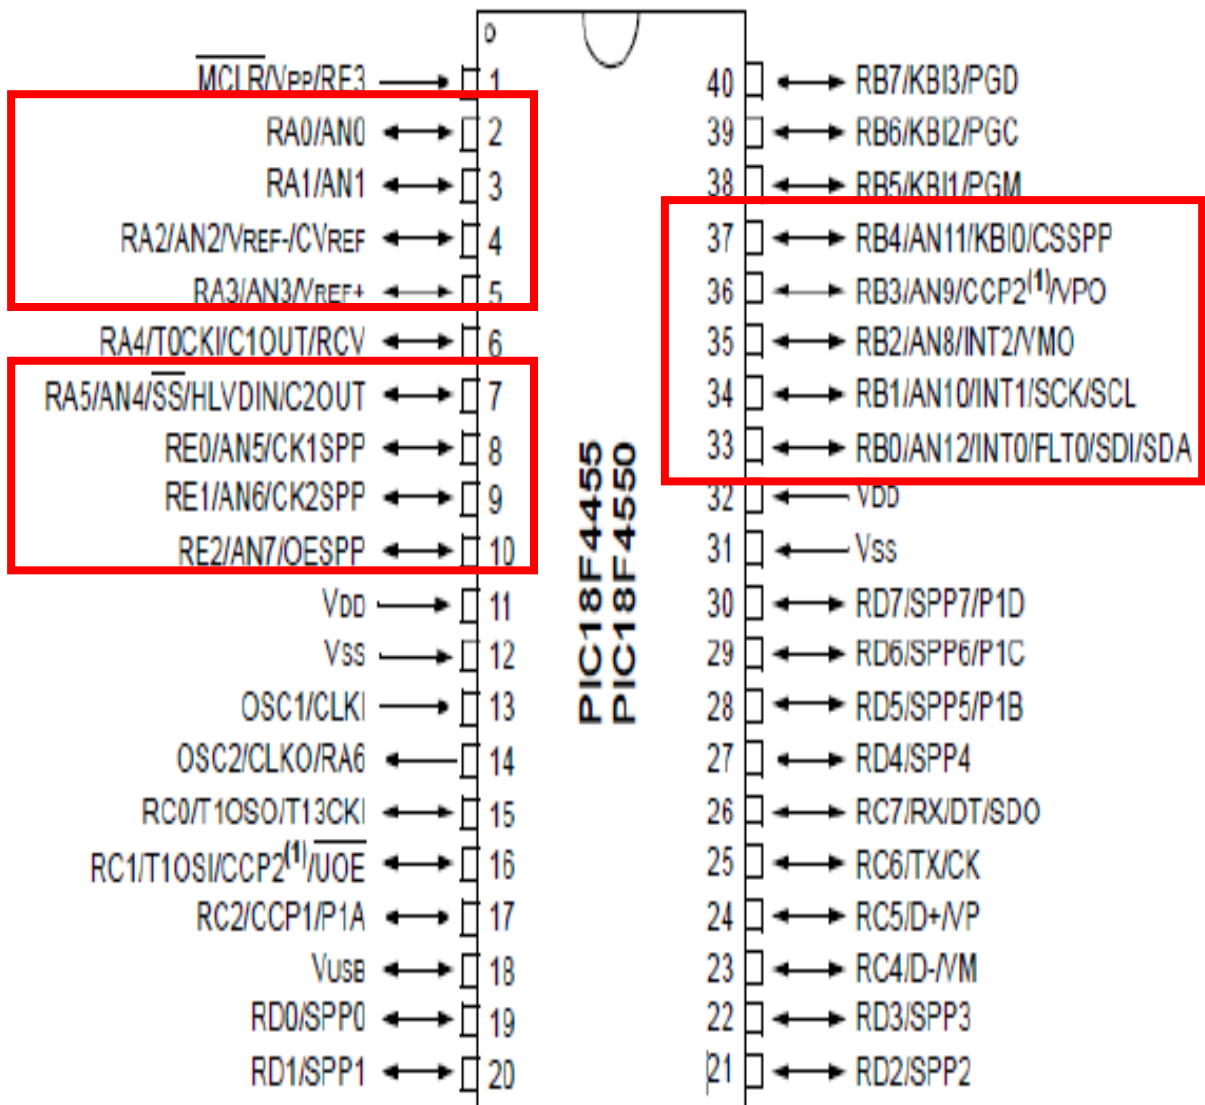 MCLR/VPP/RE3 1
RA0/AN0 2
RA1/AN1 3
RA2/AN2/VREF-/CVREF 4
RA3/AN3/VREF+ 5
RA4/T0CKI/C1OUT/RCV 6
RA5/AN4/SS/HLVDIN/C2OUT 7
RE0/AN5/CK1SPP 8
RE1/AN6/CK2SPP 9
RE2/AN7/OESPP 10
VDD 11
VSS 12
OSC1/CLKI 13
OSC2/CLKO/RA6 14
RC0/T1OSO/T13CKI 15
RC1/T1OSI/CCP2(1)/UOE 16
RC2/CCP1/P1A 17
VUSB 18
RD0/SPP0 19
RD1/SPP1 20
PIC18F4455
PIC18F4550
40 RB7/KBI3/PGD
39 RB6/KBI2/PGC
38 RB5/KBI1/PGM
37 RB4/AN11/KBI0/CSSPP
36 RB3/AN9/CCP2(1)/VPO
35 RB2/AN8/INT2/VMO
34 RB1/AN10/INT1/SCK/SCL
33 RB0/AN12/INT0/FLT0/SDI/SDA
32 VDD
31 VSS
30 RD7/SPP7/P1D
29 RD6/SPP6/P1C
28 RD5/SPP5/P1B
27 RD4/SPP4
26 RC7/RX/DT/SDO
25 RC6/TX/CK
24 RC5/D+/VP
23 RC4/D-/VM
22 RD3/SPP3
21 RD2/SPP2